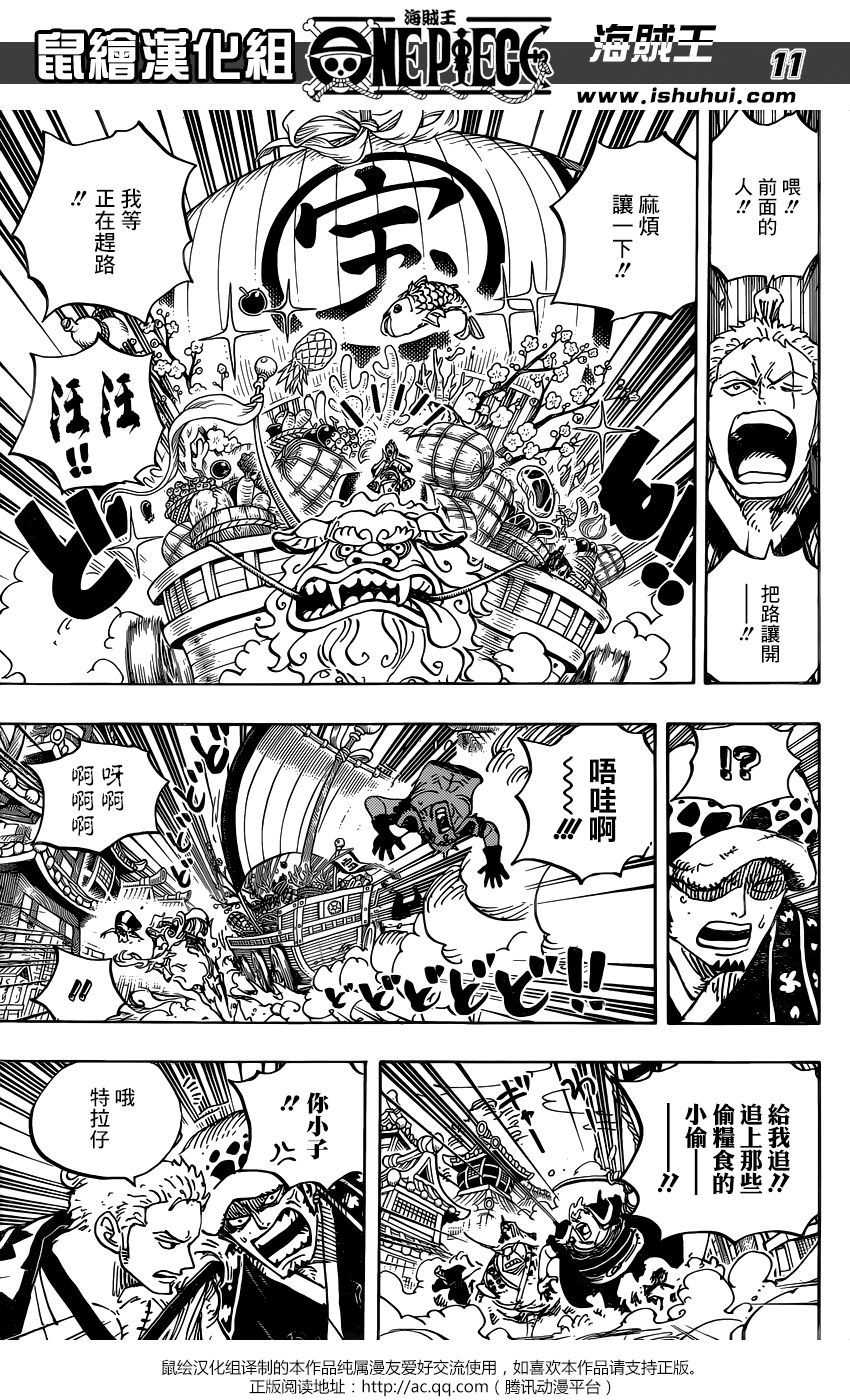 鼠繪漢化組
海賊王
ONE PIECE
海賊王
11
www.ishuhui.com
喂!!
前面的
人!!
把路讓開
──!!
麻煩
讓一下!!
我等
正在趕路
!!
宝
汪汪
!!
ど
ど!!
!?
唔哇啊
~~~!!!
呀啊
啊啊
啊
!!
どどどどど!!
給我追!!
追上那些
偷糧食的
小偷──
──!!
ぎゃー
你小子
!!
哦
特拉仔
鼠绘汉化组译制的本作品纯属漫友爱好交流使用，如喜欢本作品请支持正版。
正版阅读地址：http://ac.qq.com（腾讯动漫平台）